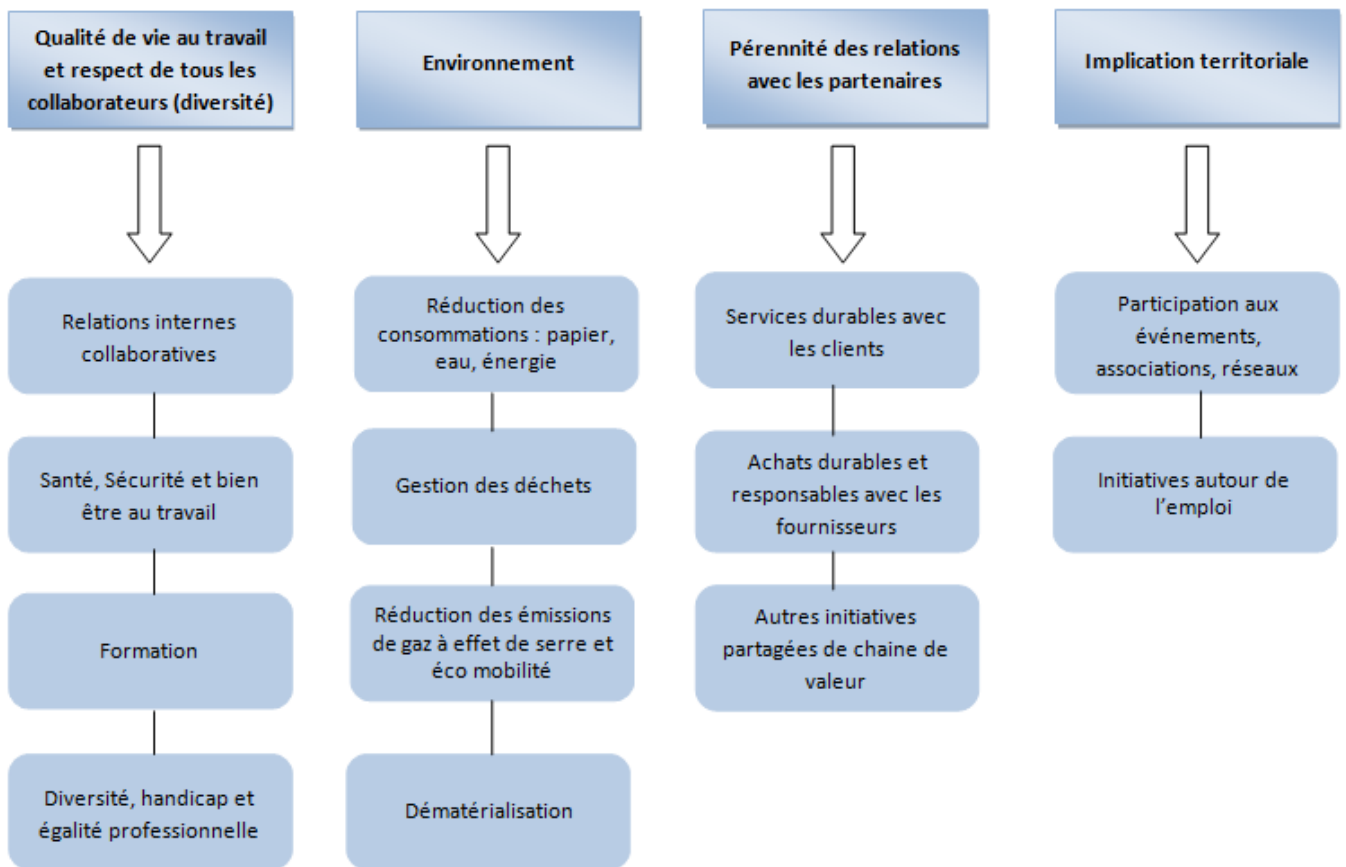 Qualité de vie au travail
et respect de tous les
collaborateurs (diversité)
Relations internes
collaboratives
Santé, Sécurité et bien
être au travail
Formation
Diversité, handicap et
égalité professionnelle
Environnement
Réduction des
consommations : papier,
eau, énergie
Gestion des déchets
Réduction des émissions
de gaz à effet de serre et
éco mobilité
Dématérialisation
Pérennité des relations
avec les partenaires
Services durables avec
les clients
Achats durables et
responsables avec les
fournisseurs
Autres initiatives
partagées de chaine de
valeur
Implication territoriale
Participation aux
événements,
associations, réseaux
Initiatives autour de
l’emploi